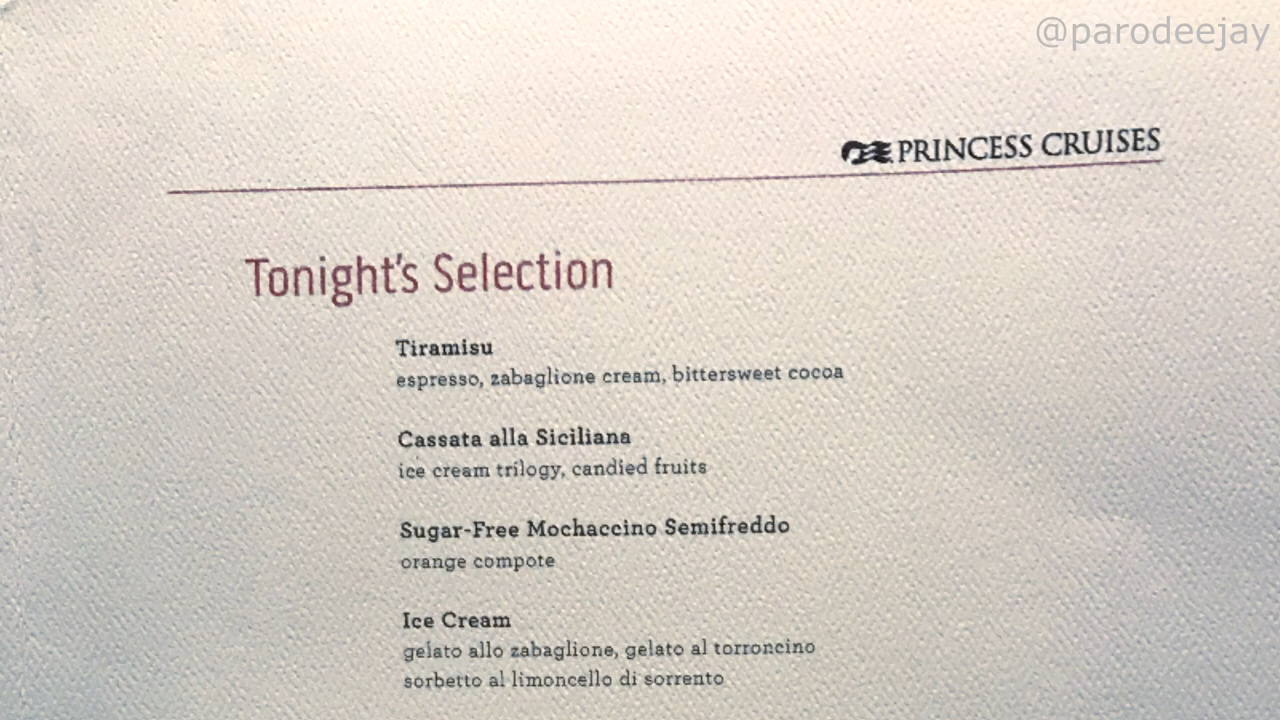 @parodeejay
PRINCESS CRUISES
Tonight's Selection
Tiramisu
espresso, zabaglione cream, bittersweet cocoa
Cassata alla Siciliana
ice cream trilogy, candied fruits
Sugar-Free Mochaccino Semifreddo
orange compote
Ice Cream
gelato allo zabaglione, gelato al torroncino
sorbetto al limoncello di sorrento